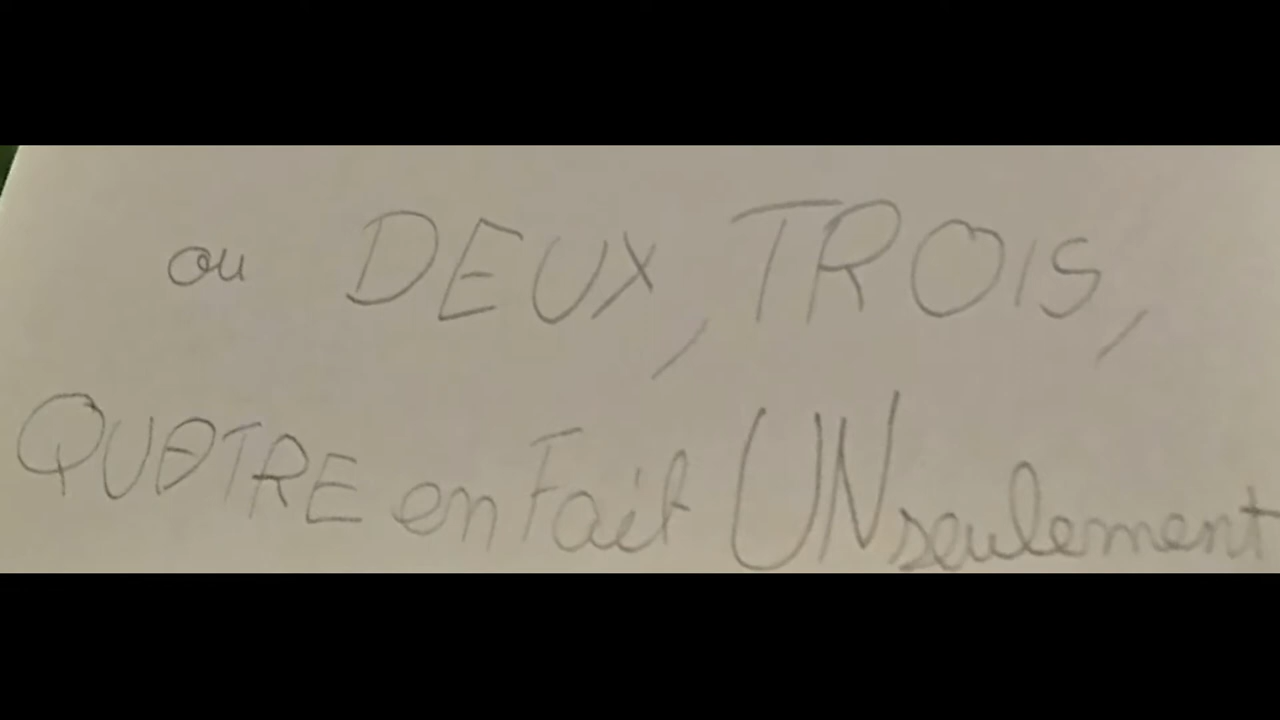 ou DEUX, TROIS,
QUATRE en Fait UN seulement